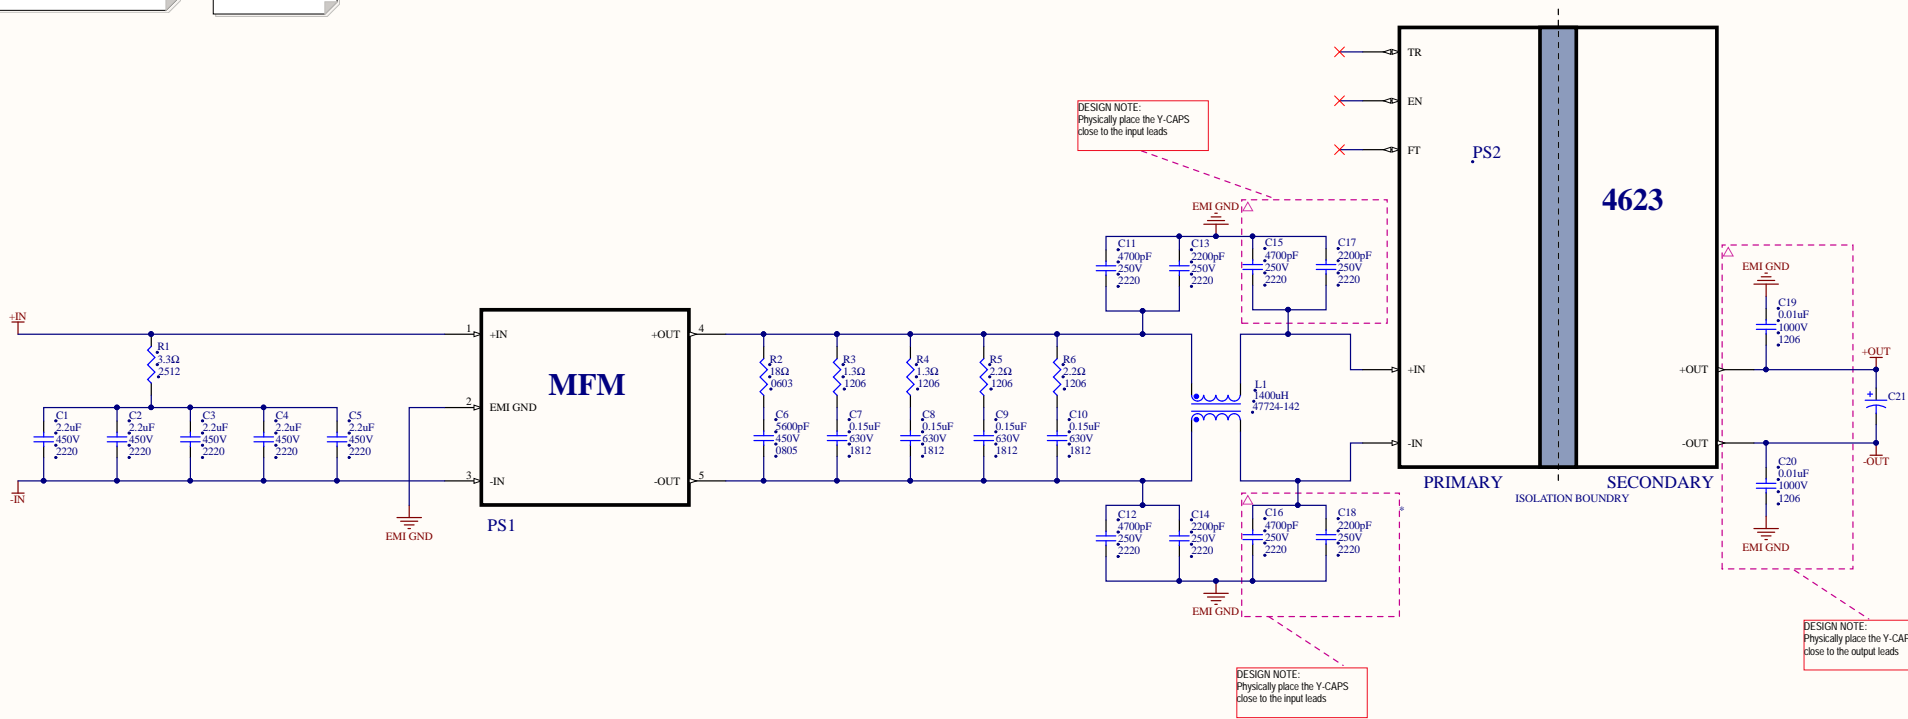 TR
EN
FT
PS2
4623
DESIGN NOTE:
Physically place the Y-CAPS
close to the input leads
EMI GND
C11
4700pF
250V
2220
C13
2200pF
250V
2220
C15
4700pF
250V
2220
C17
2200pF
250V
2220
+IN
R1
3.3Ω
2512
C1
2.2uF
450V
2220
C2
2.2uF
450V
2220
C3
2.2uF
450V
2220
C4
2.2uF
450V
2220
C5
2.2uF
450V
2220
-IN
1
2
3
+IN
EMI GND
-IN
MFM
+OUT
-OUT
4
5
PS1
EMI GND
R2
18Ω
0603
R3
1.3Ω
1206
R4
1.3Ω
1206
R5
2.2Ω
1206
R6
2.2Ω
1206
C6
5600pF
450V
0805
C7
0.15uF
630V
1812
C8
0.15uF
630V
1812
C9
0.15uF
630V
1812
C10
0.15uF
630V
1812
L1
1400uH
47724-142
+IN
-IN
+OUT
-OUT
PRIMARY
SECONDARY
ISOLATION BOUNDRY
EMI GND
C19
0.01uF
1000V
1206
+OUT
+
C21
-OUT
C20
0.01uF
1000V
1206
EMI GND
C12
4700pF
250V
2220
C14
2200pF
250V
2220
C16
4700pF
250V
2220
C18
2200pF
250V
2220
*
EMI GND
DESIGN NOTE:
Physically place the Y-CAPS
close to the input leads
DESIGN NOTE:
Physically place the Y-CAP
close to the output leads